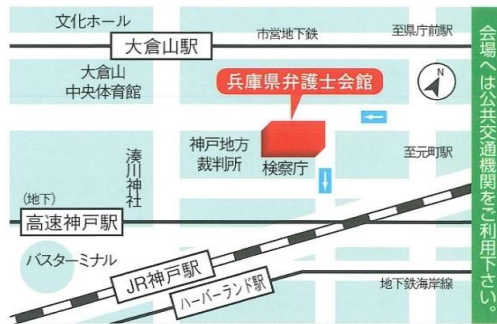 文化ホール
大倉山駅
市営地下鉄
至県庁前駅
大倉山
中央体育館
兵庫県弁護士会館
N
神戸地方
裁判所
検察庁
至元町駅
湊川神社
(地下)
高速神戸駅
バスターミナル
JR神戸駅
ハーバーランド駅
地下鉄海岸線
会場へは公共交通機関をご利用下さい。